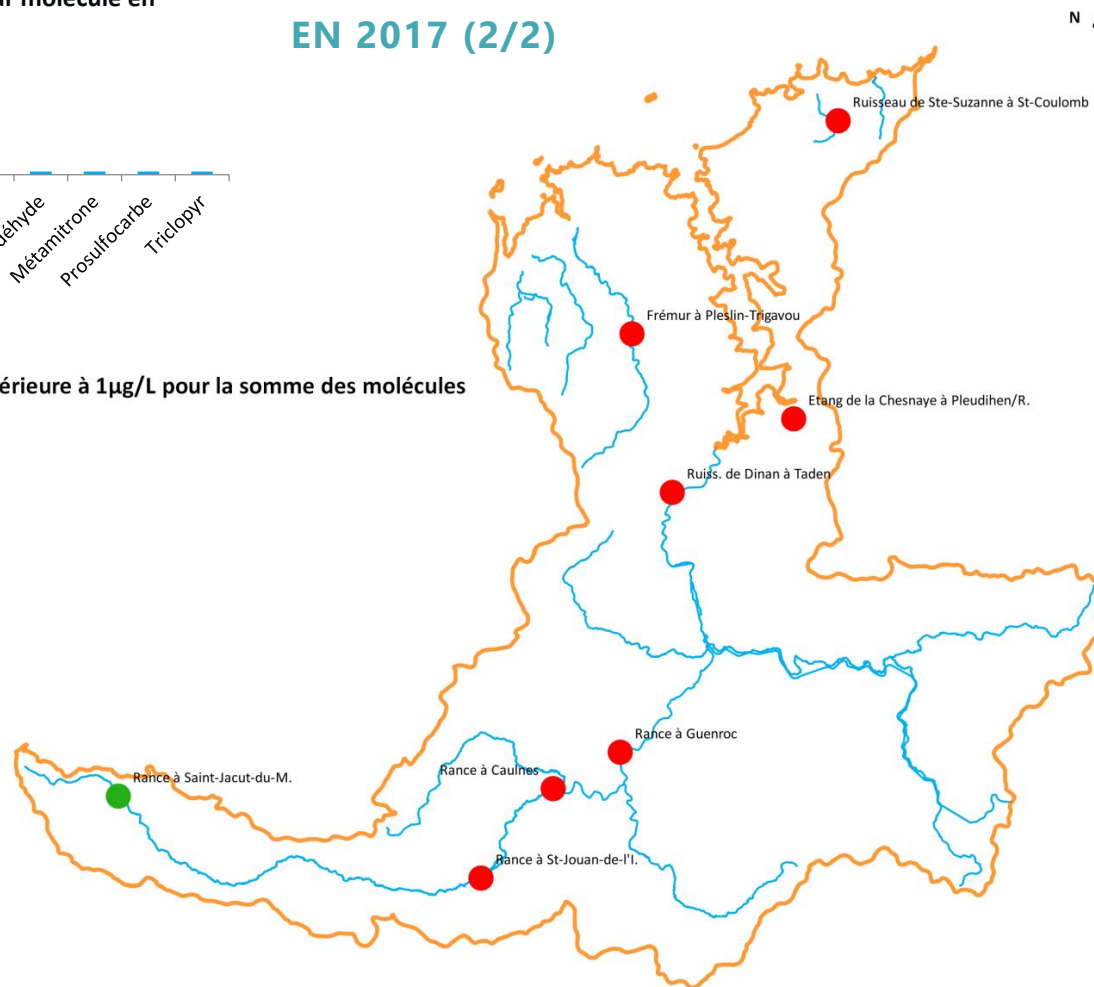 molécule en
EN 2017 (2/2)
N
Ruisseau de Ste-Suzanne à St-Coulomb
Métamitrone
Prosulfocarbe
Triclopyr
Frémur à Pleslin-Trigavou
à 1µg/L pour la somme des molécules
Etang de la Chesnaye à Pleudihen/R.
Ruiss. de Dinan à Taden
Rance à Guenroc
Rance à Caulnes
Rance à Saint-Jacut-du-M.
Rance à St-Jouan-de-l'I.